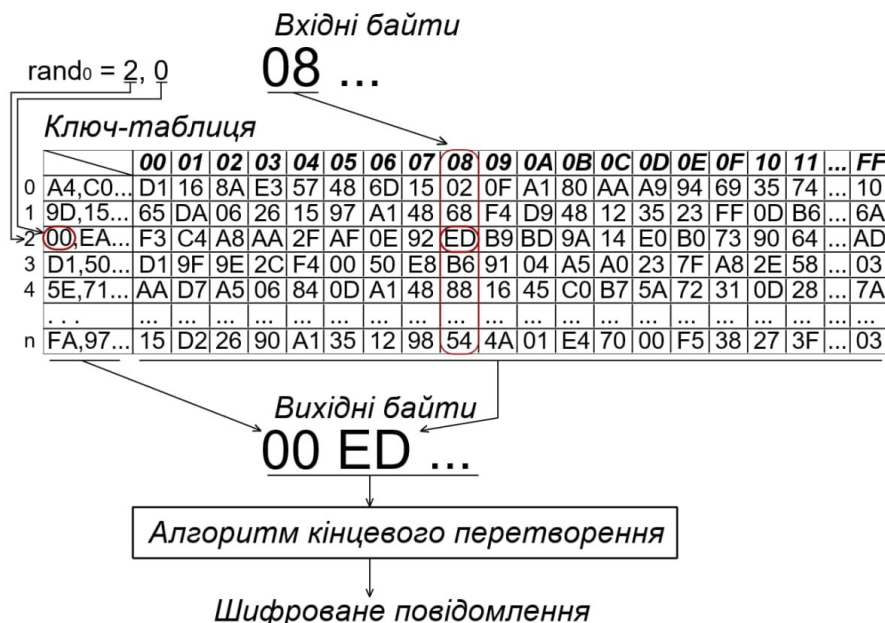 Вхідні байти
rand₀ = 2, 0
08 ...
Ключ-таблиця
00 01 02 03 04 05 06 07 08 09 0A 0B 0C 0D 0E 0F 10 11 ... FF
0 A4,C0... D1 16 8A E3 57 48 6D 15 02 0F A1 80 AA A9 94 69 35 74 ... 10
1 9D,15... 65 DA 06 26 15 97 A1 48 68 F4 D9 48 12 35 23 FF 0D B6 ... 6A
2 00,EA... F3 C4 A8 AA 2F AF 0E 92 ED B9 BD 9A 14 E0 B0 73 90 64 ... AD
3 D1,50... D1 9F 9E 2C F4 00 50 E8 B6 91 04 A5 A0 23 7F A8 2E 58 ... 03
4 5E,71... AA D7 A5 06 84 0D A1 48 88 16 45 C0 B7 5A 72 31 0D 28 ... 7A
. . . ... ... ... ... ... ... ... ... ... ... ... ... ... ... ... ... ... ... ... ...
n FA,97... 15 D2 26 90 A1 35 12 98 54 4A 01 E4 70 00 F5 38 27 3F ... 03
Вихідні байти
00 ED ...
Алгоритм кінцевого перетворення
Шифроване повідомлення